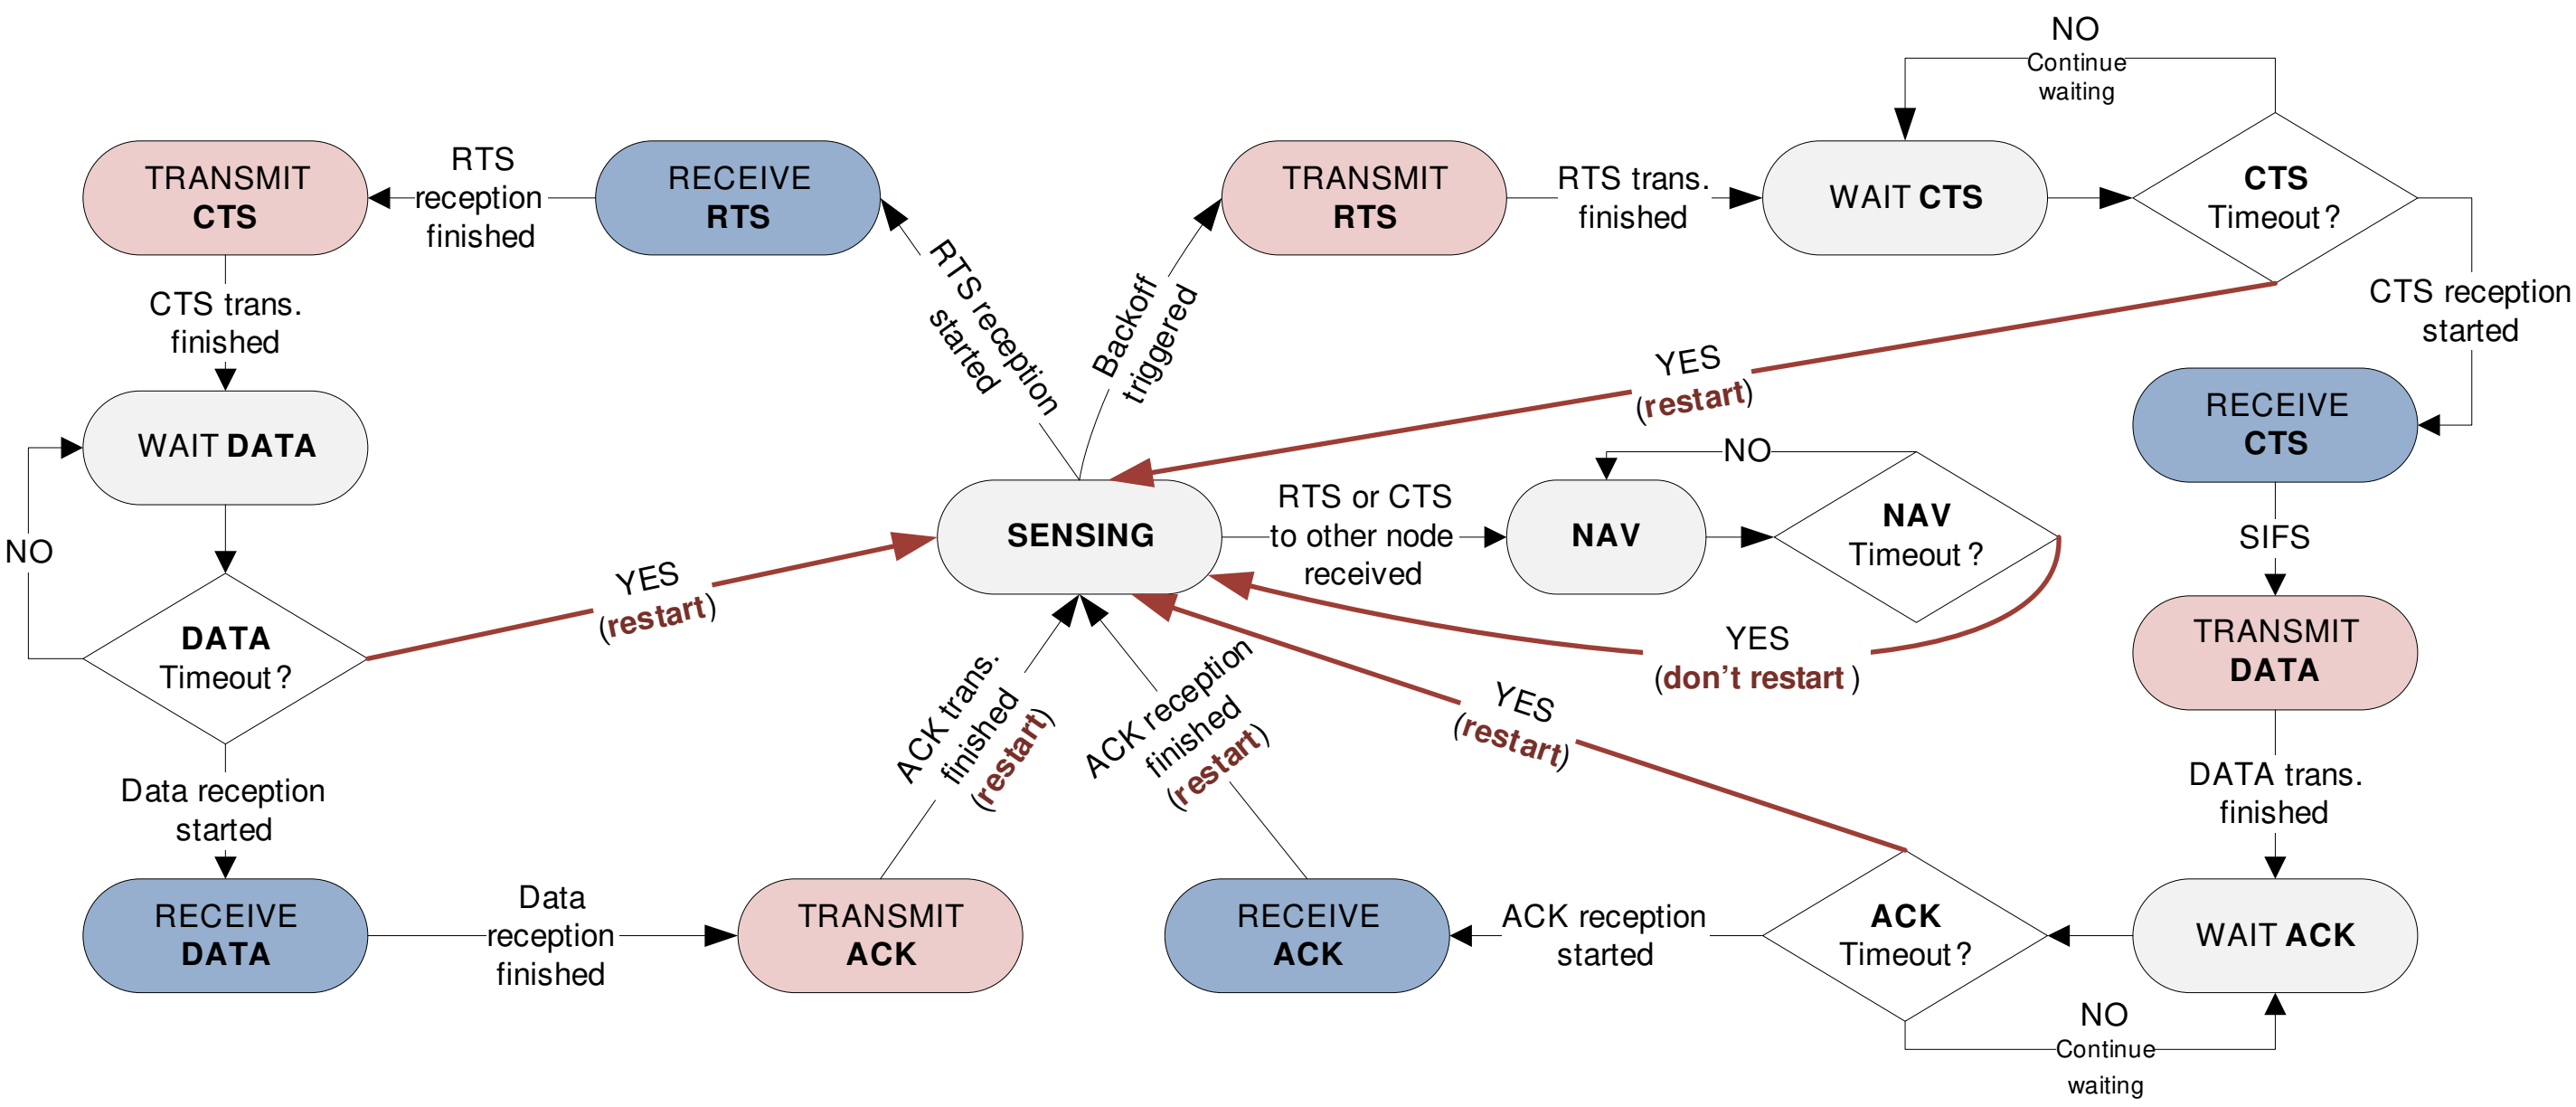 NO
Continue
waiting
TRANSMIT
CTS
RTS
reception
finished
RECEIVE
RTS
TRANSMIT
RTS
RTS trans.
finished
WAIT CTS
CTS
Timeout?
CTS trans.
finished
RTS reception
started
Backoff
triggered
CTS reception
started
YES
(restart)
WAIT DATA
RECEIVE
CTS
NO
SENSING
RTS or CTS
to other node
received
NAV
NO
NAV
Timeout?
SIFS
YES
(restart)
DATA
Timeout?
YES
(don't restart)
TRANSMIT
DATA
ACK trans.
finished
(restart)
ACK reception
finished
(restart)
YES
(restart)
Data reception
started
DATA trans.
finished
RECEIVE
DATA
Data
reception
finished
TRANSMIT
ACK
RECEIVE
ACK
ACK reception
started
ACK
Timeout?
WAIT ACK
NO
Continue
waiting